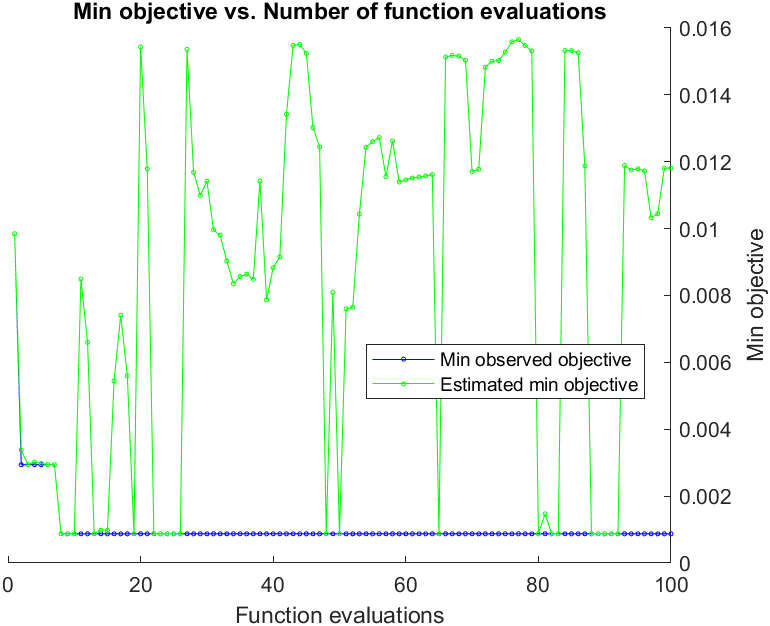 Min objective vs. Number of function evaluations
0.016
0.014
0.012
0.01
0.008
0.006
0.004
0.002
0
Min objective
Min observed objective
Estimated min objective
0 20 40 60 80 100
Function evaluations